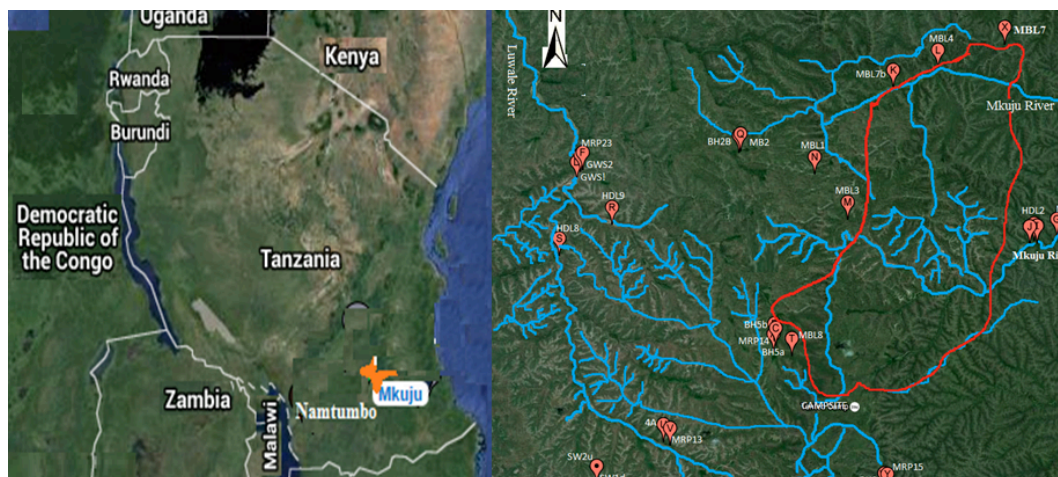 Uganda
Kenya
Rwanda
Burundi
Democratic
Republic of
the Congo
Tanzania
Zambia
Malawi
Namtumbo
Mkuju
N
Luwale River
X
MBL7
MBL4
L
MBL7b
K
Mkuju River
MRP23
F
GWS2
GWS1
BH2B
MB2
MBL1
N
MBL3
M
HDL9
R
HDL8
S
HDL2
J
Mkuju Ri
BH5b
C
MRP14
T
MBL8
BH5a
CAMPSITE
4A
V
MRP13
SW2u
MRP15
Y